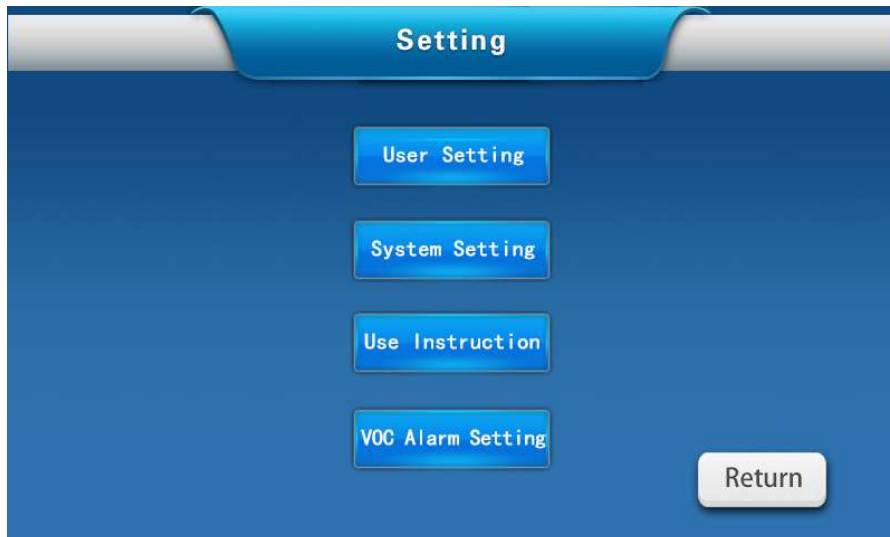 Setting
User Setting
System Setting
Use Instruction
VOC Alarm Setting
Return